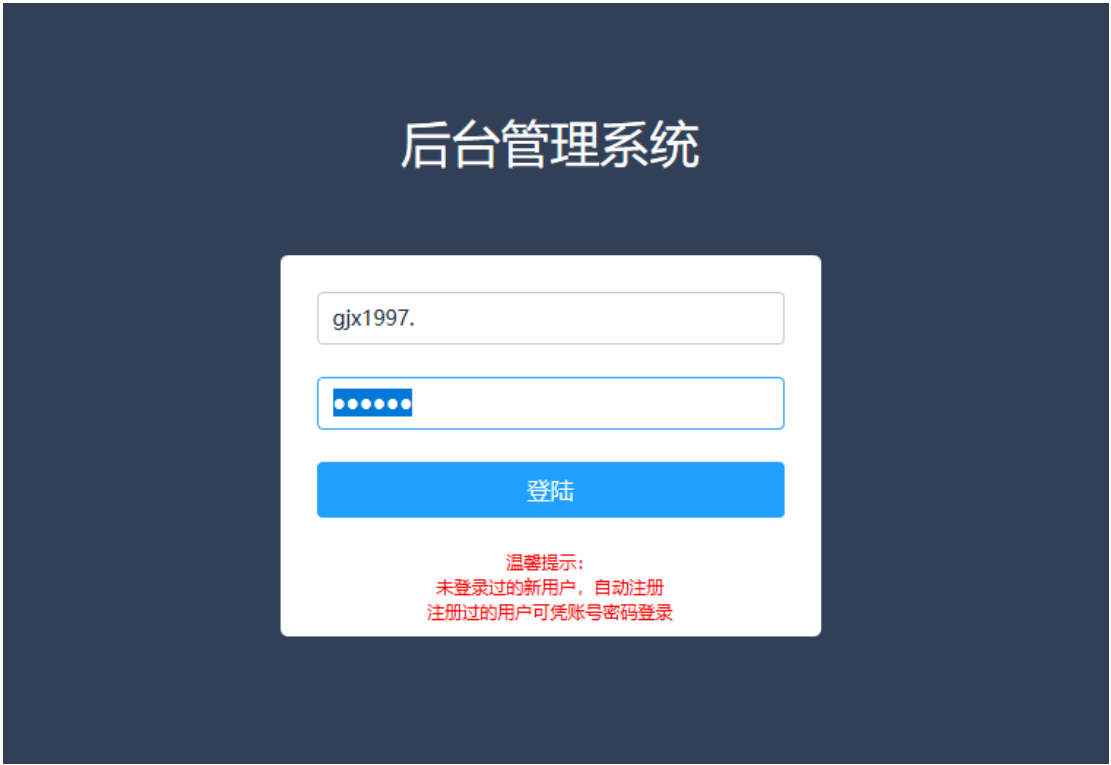 后台管理系统
gjx1997.
••••••
登陆
温馨提示：
未登录过的新用户，自动注册
注册过的用户可凭账号密码登录